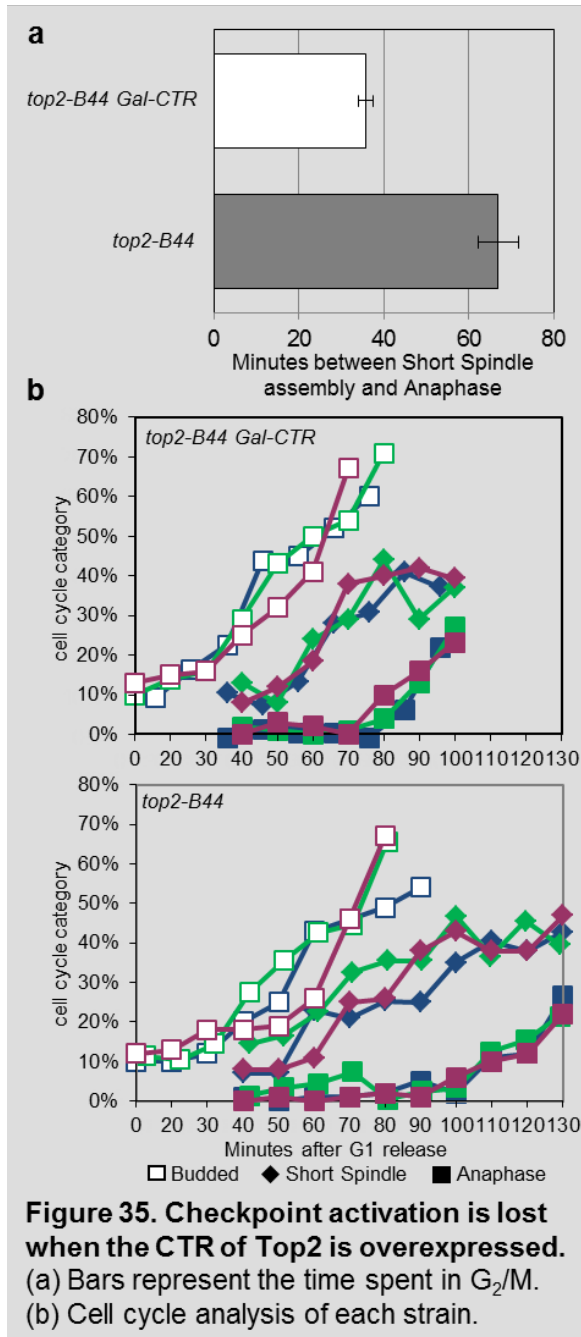 a
top2-B44 Gal-CTR
top2-B44
0 20 40 60 80
Minutes between Short Spindle
assembly and Anaphase
b
80%
70%
60%
50%
40%
30%
20%
10%
0%
cell cycle category
top2-B44 Gal-CTR
0 20 30 40 50 60 70 80 90 100 110 120 130
80%
70%
60%
50%
40%
30%
20%
10%
0%
cell cycle category
top2-B44
0 20 30 40 50 60 70 80 90 100 110 120 130
Minutes after G1 release
Budded Short Spindle Anaphase
Figure 35. Checkpoint activation is lost
when the CTR of Top2 is overexpressed.
(a) Bars represent the time spent in G₂/M.
(b) Cell cycle analysis of each strain.